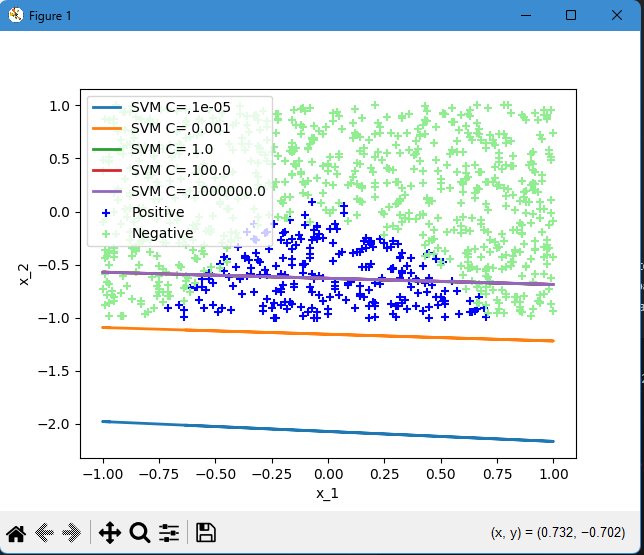 Figure 1
SVM C=,1e-05
SVM C=,0.001
SVM C=,1.0
SVM C=,100.0
SVM C=,1000000.0
Positive
Negative
1.0
0.5
0.0
−0.5
−1.0
−1.5
−2.0
x_2
−1.00 −0.75 −0.50 −0.25 0.00 0.25 0.50 0.75 1.00
x_1
(x, y) = (0.732, −0.702)